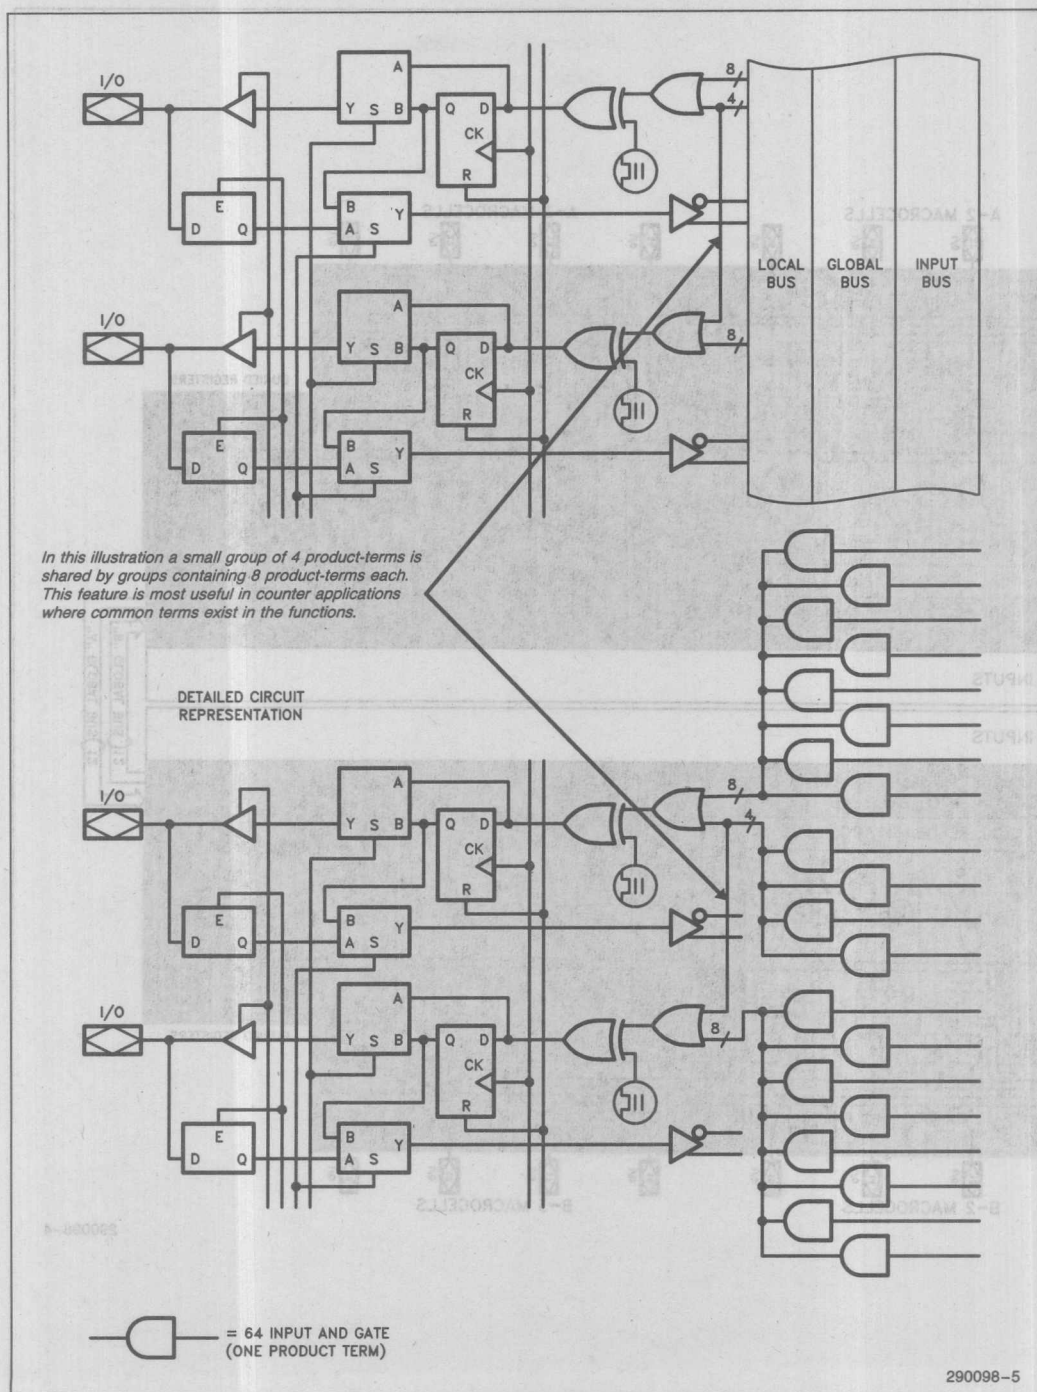 I/O
A
Y S B
Q D
CK
R
8
4
E
D Q
B
A S
Y
LOCAL BUS
GLOBAL BUS
INPUT BUS
I/O
A
Y S B
Q D
CK
R
8
E
D Q
B
A S
Y
In this illustration a small group of 4 product-terms is
shared by groups containing 8 product-terms each.
This feature is most useful in counter applications
where common terms exist in the functions.
DETAILED CIRCUIT
REPRESENTATION
I/O
A
Y S B
Q D
CK
R
8
4
E
D Q
B
A S
Y
I/O
A
Y S B
Q D
CK
R
8
E
D Q
B
A S
Y
= 64 INPUT AND GATE
(ONE PRODUCT TERM)
290098-5